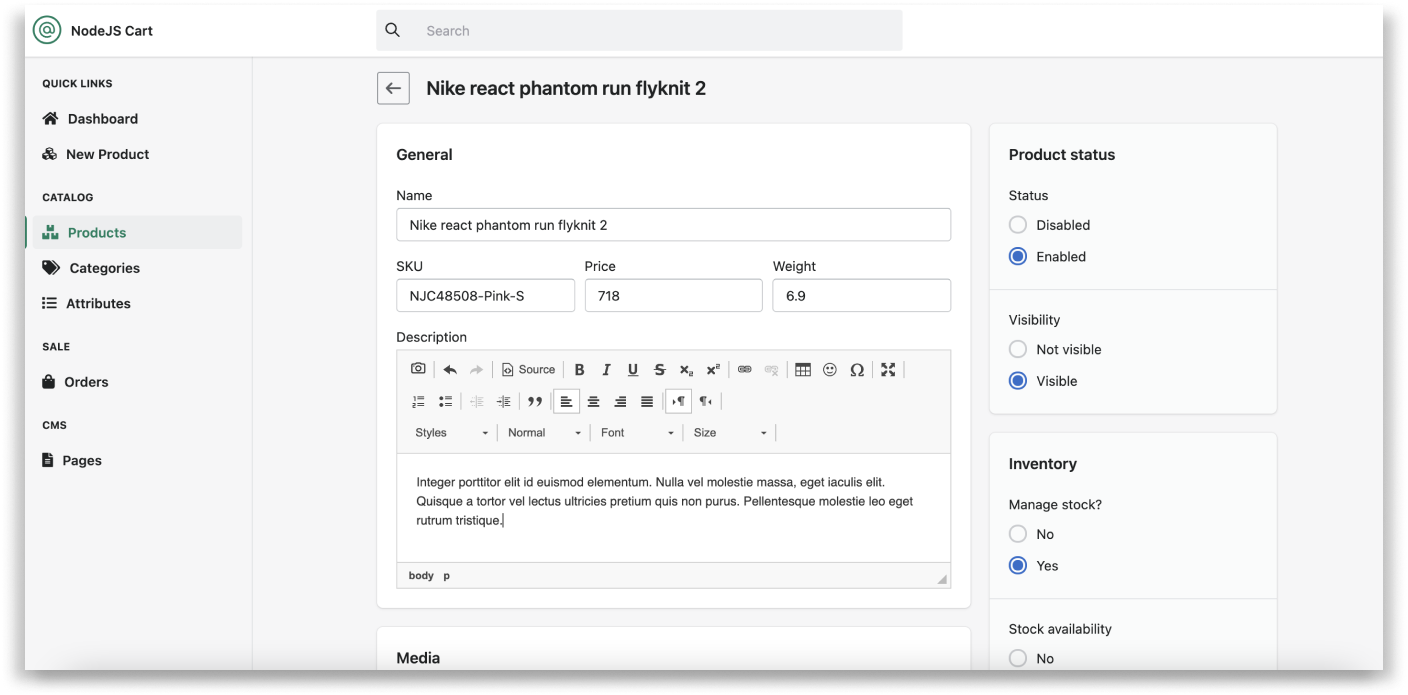 NodeJS Cart
Search
QUICK LINKS
Dashboard
New Product
CATALOG
Products
Categories
Attributes
SALE
Orders
CMS
Pages
Nike react phantom run flyknit 2
General
Name
Nike react phantom run flyknit 2
SKU Price Weight
NJC48508-Pink-S 718 6.9
Description
Source B I U S x₂ x²
Styles Normal Font Size
Integer porttitor elit id euismod elementum. Nulla vel molestie massa, eget iaculis elit.
Quisque a tortor vel lectus ultricies pretium quis non purus. Pellentesque molestie leo eget
rutrum tristique.
body p
Media
Product status
Status
Disabled
Enabled
Visibility
Not visible
Visible
Inventory
Manage stock?
No
Yes
Stock availability
No